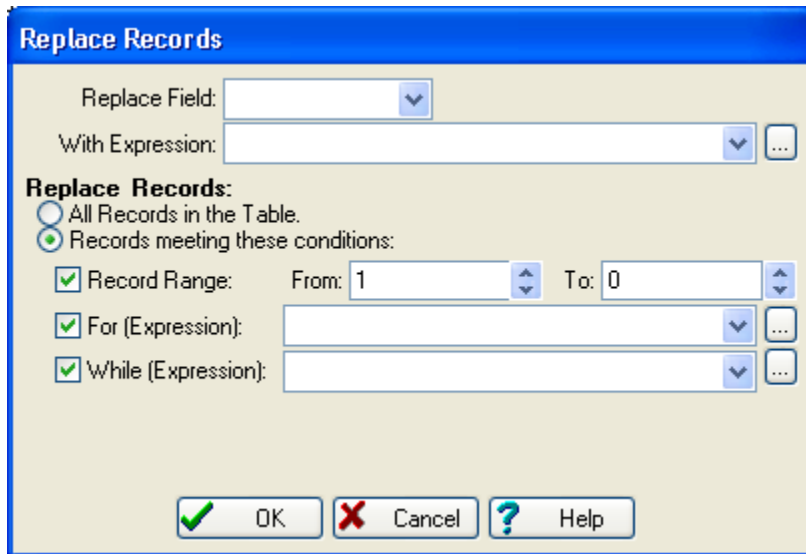 Replace Records
Replace Field:
With Expression: ...
Replace Records:
All Records in the Table.
Records meeting these conditions:
Record Range: From: 1 To: 0
For (Expression): ...
While (Expression): ...
OK Cancel ? Help